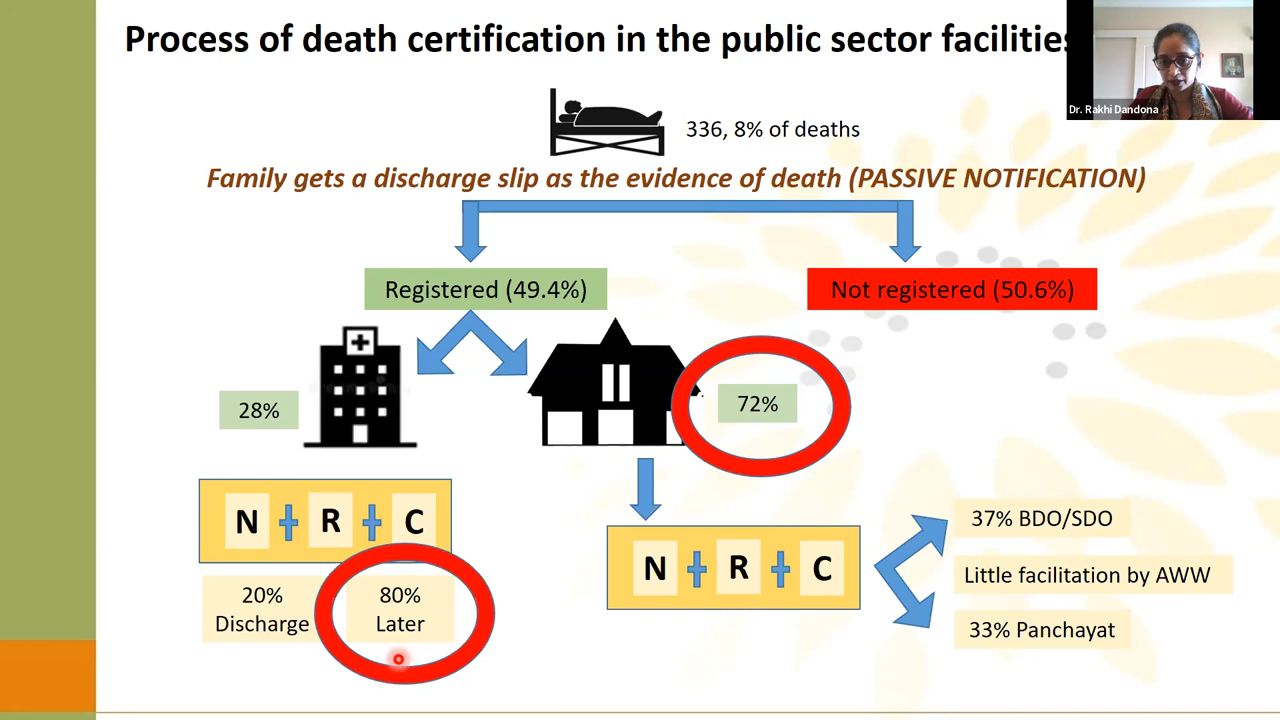 Process of death certification in the public sector facilities
Dr. Rakhi Dandona
336, 8% of deaths
Family gets a discharge slip as the evidence of death (PASSIVE NOTIFICATION)
Registered (49.4%)
Not registered (50.6%)
28%
72%
N + R + C
20%
Discharge
80%
Later
N + R + C
37% BDO/SDO
Little facilitation by AWW
33% Panchayat